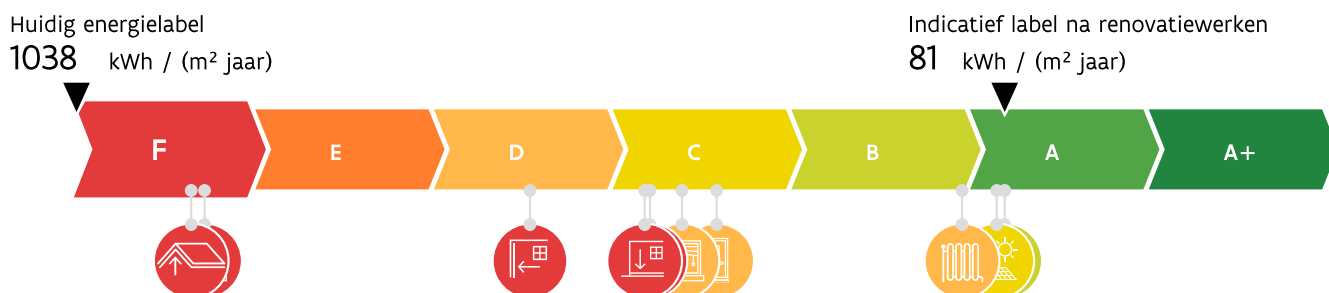 Huidig energielabel
1038 kWh / (m² jaar)
Indicatief label na renovatiewerken
81 kWh / (m² jaar)
F E D C B A A+